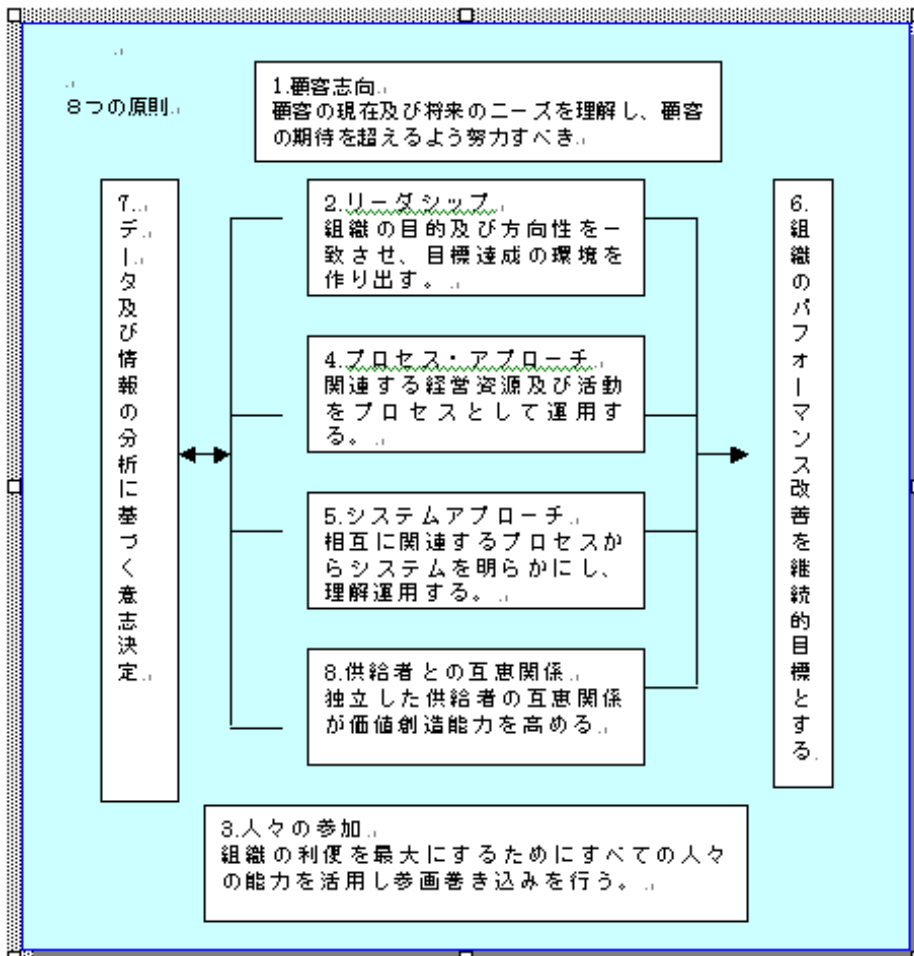 8つの原則
1.顧客志向
顧客の現在及び将来のニーズを理解し、顧客
の期待を超えるよう努力すべき
7.
データ及び情報の分析に基づく意志決定
2.リーダシップ
組織の目的及び方向性を一
致させ、目標達成の環境を
作り出す。
4.プロセス・アプローチ
関連する経営資源及び活動
をプロセスとして運用す
る。
5.システムアプローチ
相互に関連するプロセスか
らシステムを明らかにし、
理解運用する。
8.供給者との互恵関係
独立した供給者の互恵関係
が価値創造能力を高める
6.
組織のパフォーマンス改善を継続的目標とする
3.人々の参加
組織の利便を最大にするためにすべての人々
の能力を活用し参画巻き込みを行う。